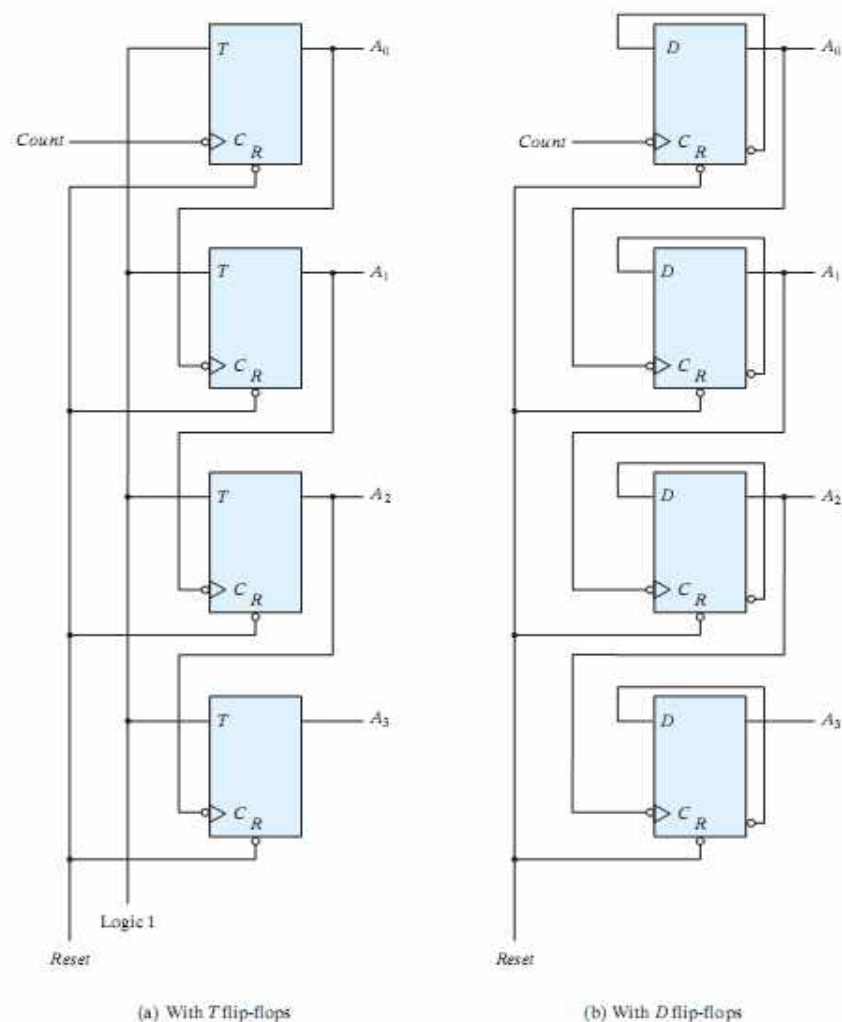 T
A0
Count
C
R
T
A1
C
R
T
A2
C
R
T
A3
C
R
Logic 1
Reset
(a) With T flip-flops
D
A0
Count
C
R
D
A1
C
R
D
A2
C
R
D
A3
C
R
Reset
(b) With D flip-flops